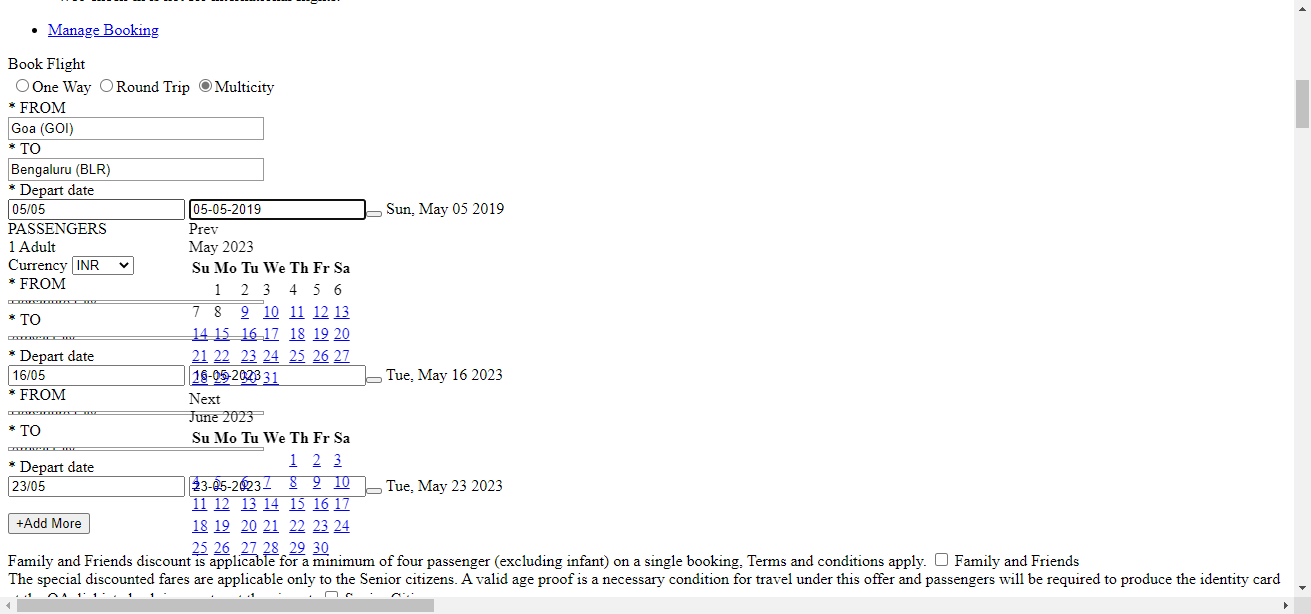 Manage Booking
Book Flight
One Way Round Trip Multicity
* FROM
Goa (GOI)
* TO
Bengaluru (BLR)
* Depart date
05/05 05-05-2019 Sun, May 05 2019
PASSENGERS
1 Adult
Currency INR
* FROM
* TO
* Depart date
16/05 16-05-2023 Tue, May 16 2023
* FROM
* TO
* Depart date
23/05 23-05-2023 Tue, May 23 2023
Prev
May 2023
Su Mo Tu We Th Fr Sa
1 2 3 4 5 6
7 8 9 10 11 12 13
14 15 16 17 18 19 20
21 22 23 24 25 26 27
28 29 30 31
Next
June 2023
Su Mo Tu We Th Fr Sa
1 2 3
4 5 6 7 8 9 10
11 12 13 14 15 16 17
18 19 20 21 22 23 24
25 26 27 28 29 30
+Add More
Family and Friends discount is applicable for a minimum of four passenger (excluding infant) on a single booking, Terms and conditions apply. Family and Friends
The special discounted fares are applicable only to the Senior citizens. A valid age proof is a necessary condition for travel under this offer and passengers will be required to produce the identity card